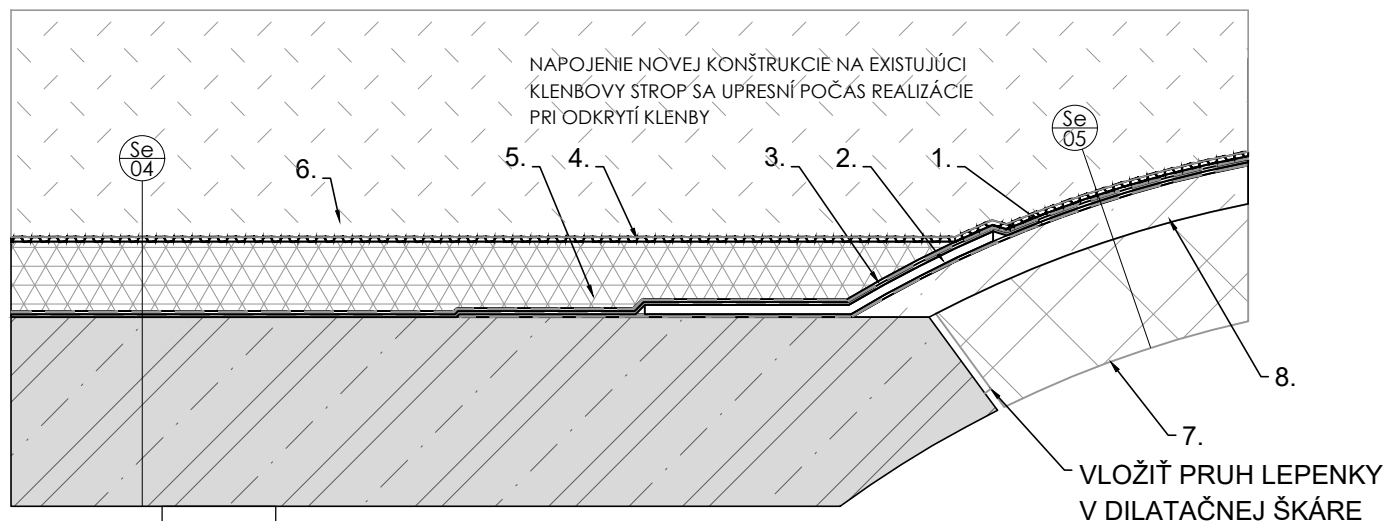 NAPOJENIE NOVEJ KONŠTRUKCIE NA EXISTUJÚCI
KLENBOVY STROP SA UPRESNÍ POČAS REALIZÁCIE
PRI ODKRYTÍ KLENBY
Se
04
6.
5.
4.
3.
2.
1.
Se
05
8.
7.
VLOŽIŤ PRUH LEPENKY
V DILATAČNEJ ŠKÁRE